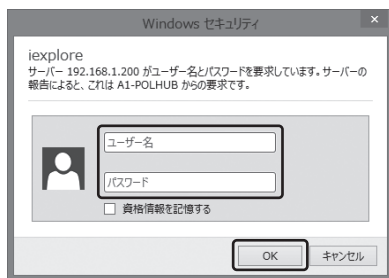 Windows セキュリティ
iexplore
サーバー 192.168.1.200 がユーザー名とパスワードを要求しています。サーバーの
報告によると、これは A1-POLHUB からの要求です。
ユーザー名
パスワード
資格情報を記憶する
OK
キャンセル